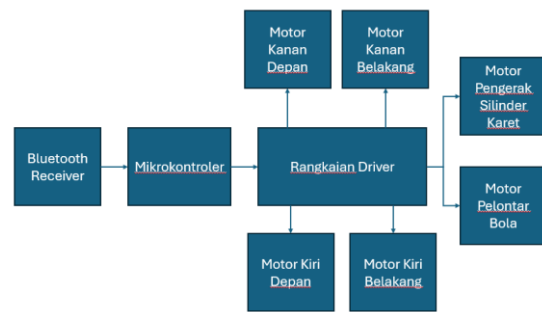 Motor
Kanan
Depan
Motor
Kanan
Belakang
Motor
Pengerak
Silinder
Karet
Bluetooth
Receiver
Mikrokontroler
Rangkaian Driver
Motor
Pelontar
Bola
Motor Kiri
Depan
Motor Kiri
Belakang